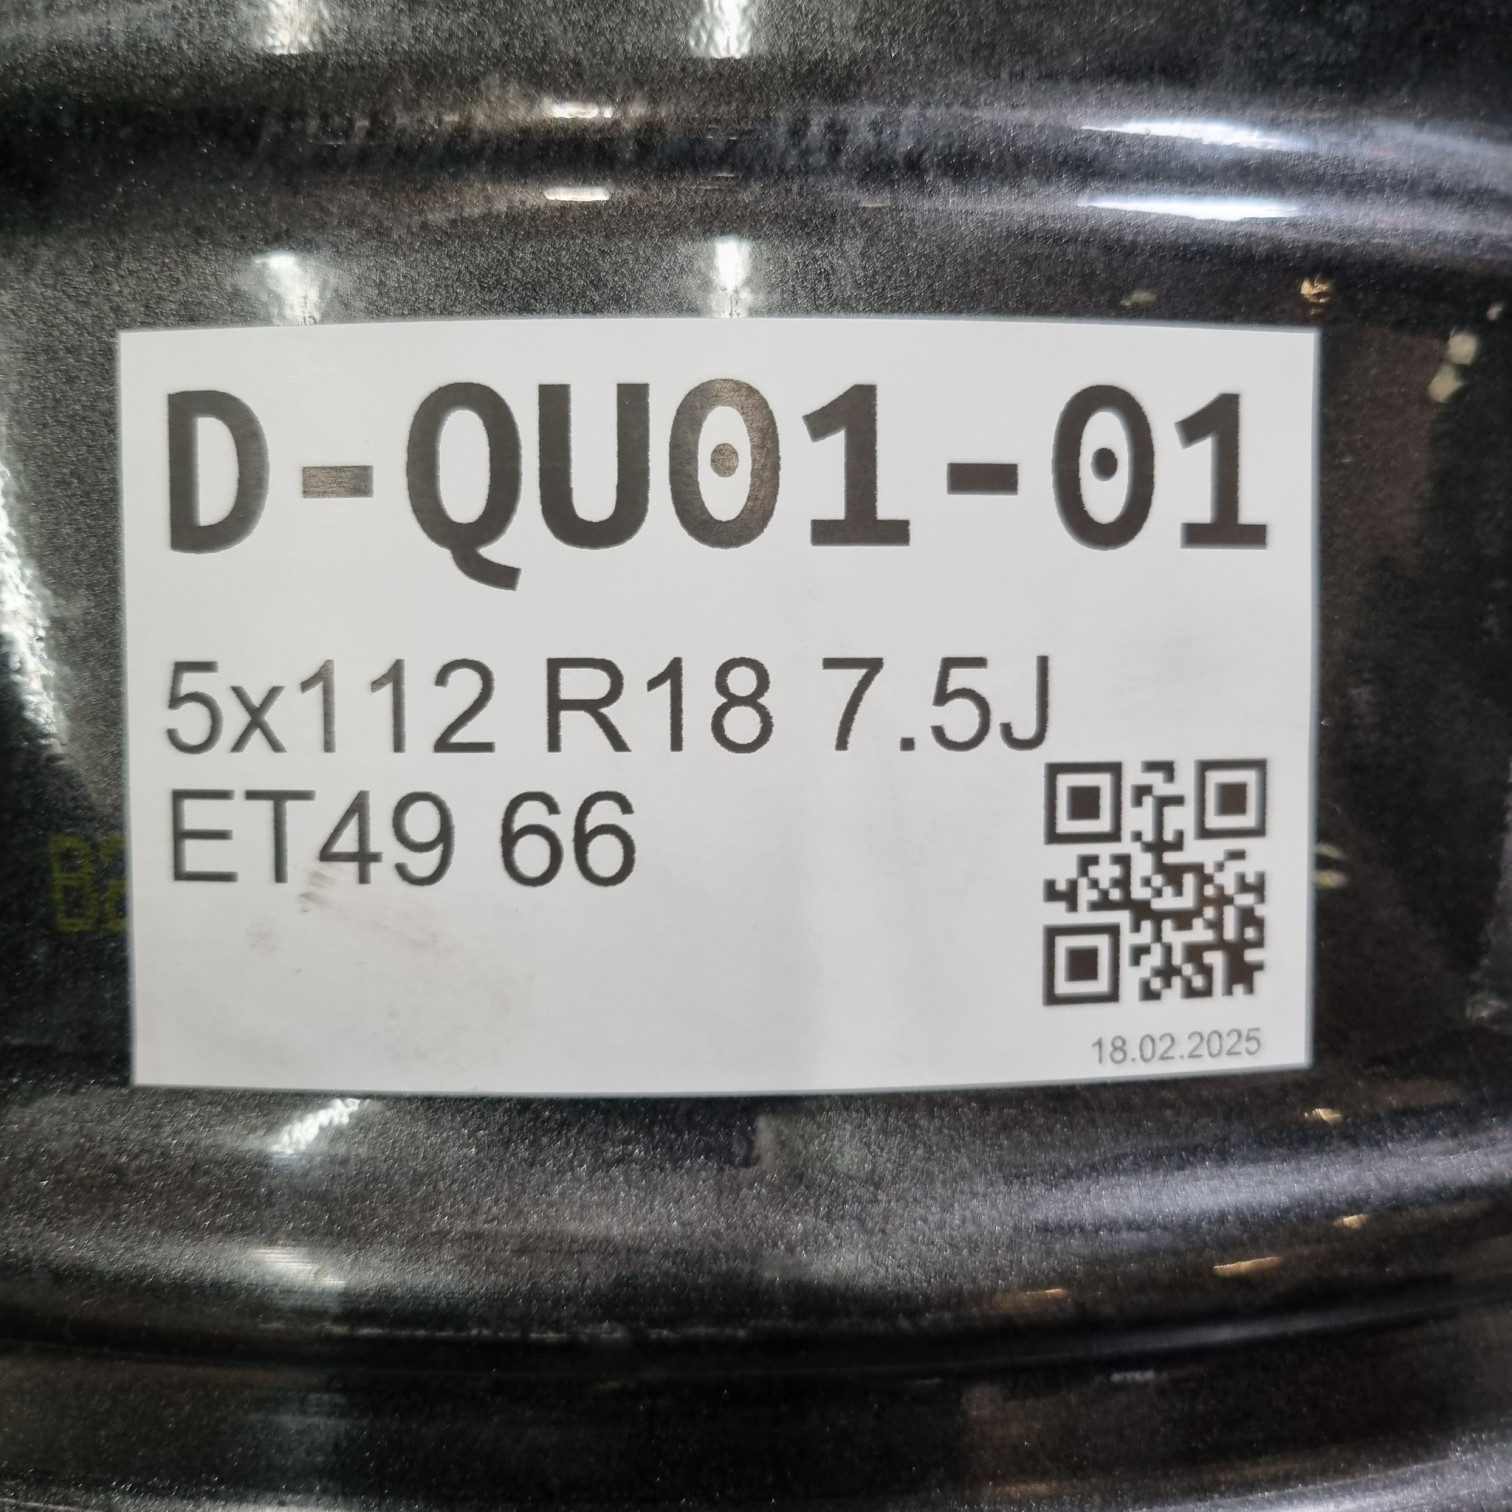 D-QU01-01
5x112 R18 7.5J
ET49 66
18.02.2025